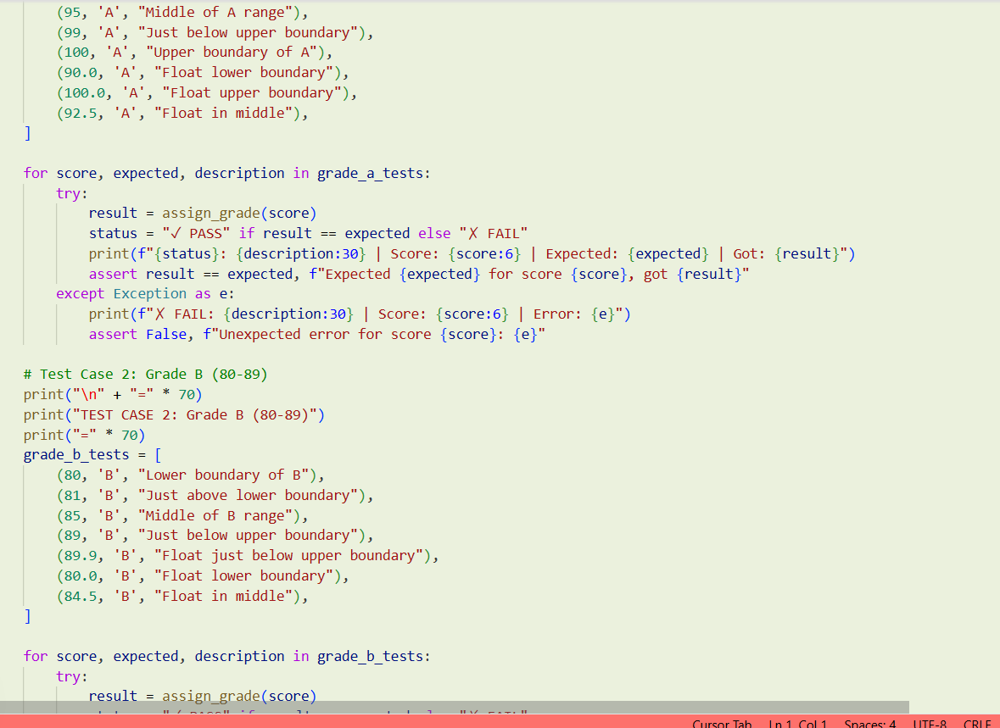 (95, 'A', "Middle of A range"),
    (99, 'A', "Just below upper boundary"),
    (100, 'A', "Upper boundary of A"),
    (90.0, 'A', "Float lower boundary"),
    (100.0, 'A', "Float upper boundary"),
    (92.5, 'A', "Float in middle"),
]

for score, expected, description in grade_a_tests:
    try:
        result = assign_grade(score)
        status = "✓ PASS" if result == expected else "✗ FAIL"
        print(f"{status}: {description:30} | Score: {score:6} | Expected: {expected} | Got: {result}")
        assert result == expected, f"Expected {expected} for score {score}, got {result}"
    except Exception as e:
        print(f"✗ FAIL: {description:30} | Score: {score:6} | Error: {e}")
        assert False, f"Unexpected error for score {score}: {e}"

# Test Case 2: Grade B (80-89)
print("\n" + "=" * 70)
print("TEST CASE 2: Grade B (80-89)")
print("=" * 70)
grade_b_tests = [
    (80, 'B', "Lower boundary of B"),
    (81, 'B', "Just above lower boundary"),
    (85, 'B', "Middle of B range"),
    (89, 'B', "Just below upper boundary"),
    (89.9, 'B', "Float just below upper boundary"),
    (80.0, 'B', "Float lower boundary"),
    (84.5, 'B', "Float in middle"),
]

for score, expected, description in grade_b_tests:
    try:
        result = assign_grade(score)
Cursor Tab Ln 1, Col 1 Spaces: 4 UTF-8 CRLF